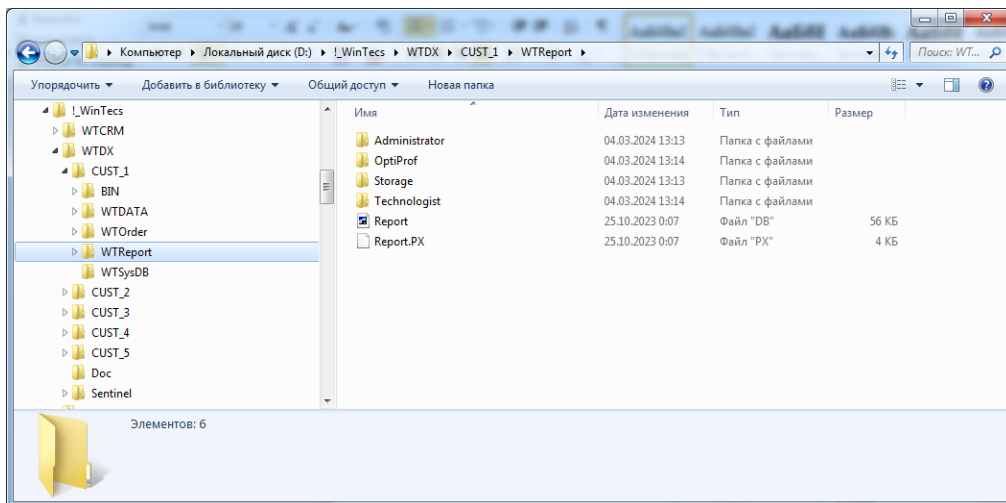 Компьютер ▸ Локальный диск (D:) ▸ !_WinTecs ▸ WTDX ▸ CUST_1 ▸ WTReport ▸
Поиск: WT...
Упорядочить ▾ Добавить в библиотеку ▾ Общий доступ ▾ Новая папка
!_WinTecs
WTCRM
WTDX
CUST_1
BIN
WTDATA
WTOrder
WTReport
WTSysDB
CUST_2
CUST_3
CUST_4
CUST_5
Doc
Sentinel
Имя Дата изменения Тип Размер
Administrator 04.03.2024 13:13 Папка с файлами
OptiProf 04.03.2024 13:14 Папка с файлами
Storage 04.03.2024 13:13 Папка с файлами
Technologist 04.03.2024 13:14 Папка с файлами
Report 25.10.2023 0:07 Файл "DB" 56 КБ
Report.PX 25.10.2023 0:07 Файл "PX" 4 КБ
Элементов: 6